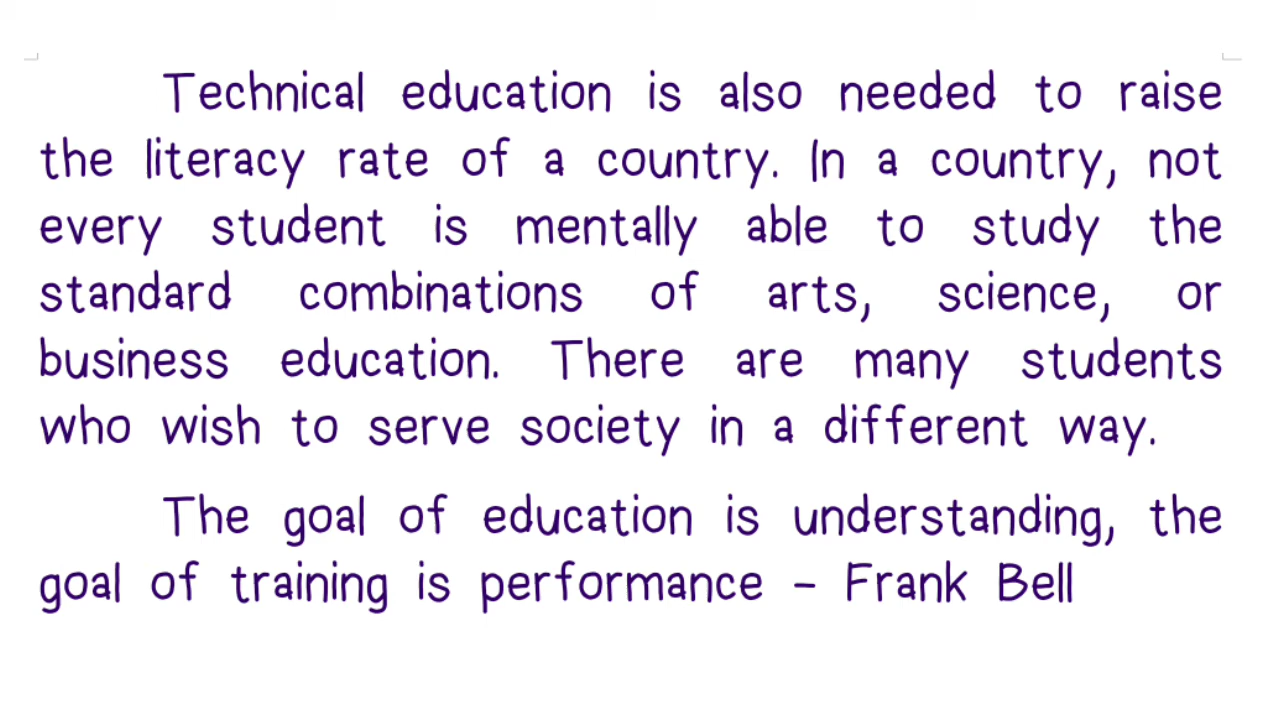 Technical education is also needed to raise
the literacy rate of a country. In a country, not
every student is mentally able to study the
standard combinations of arts, science, or
business education. There are many students
who wish to serve society in a different way.
The goal of education is understanding, the
goal of training is performance - Frank Bell